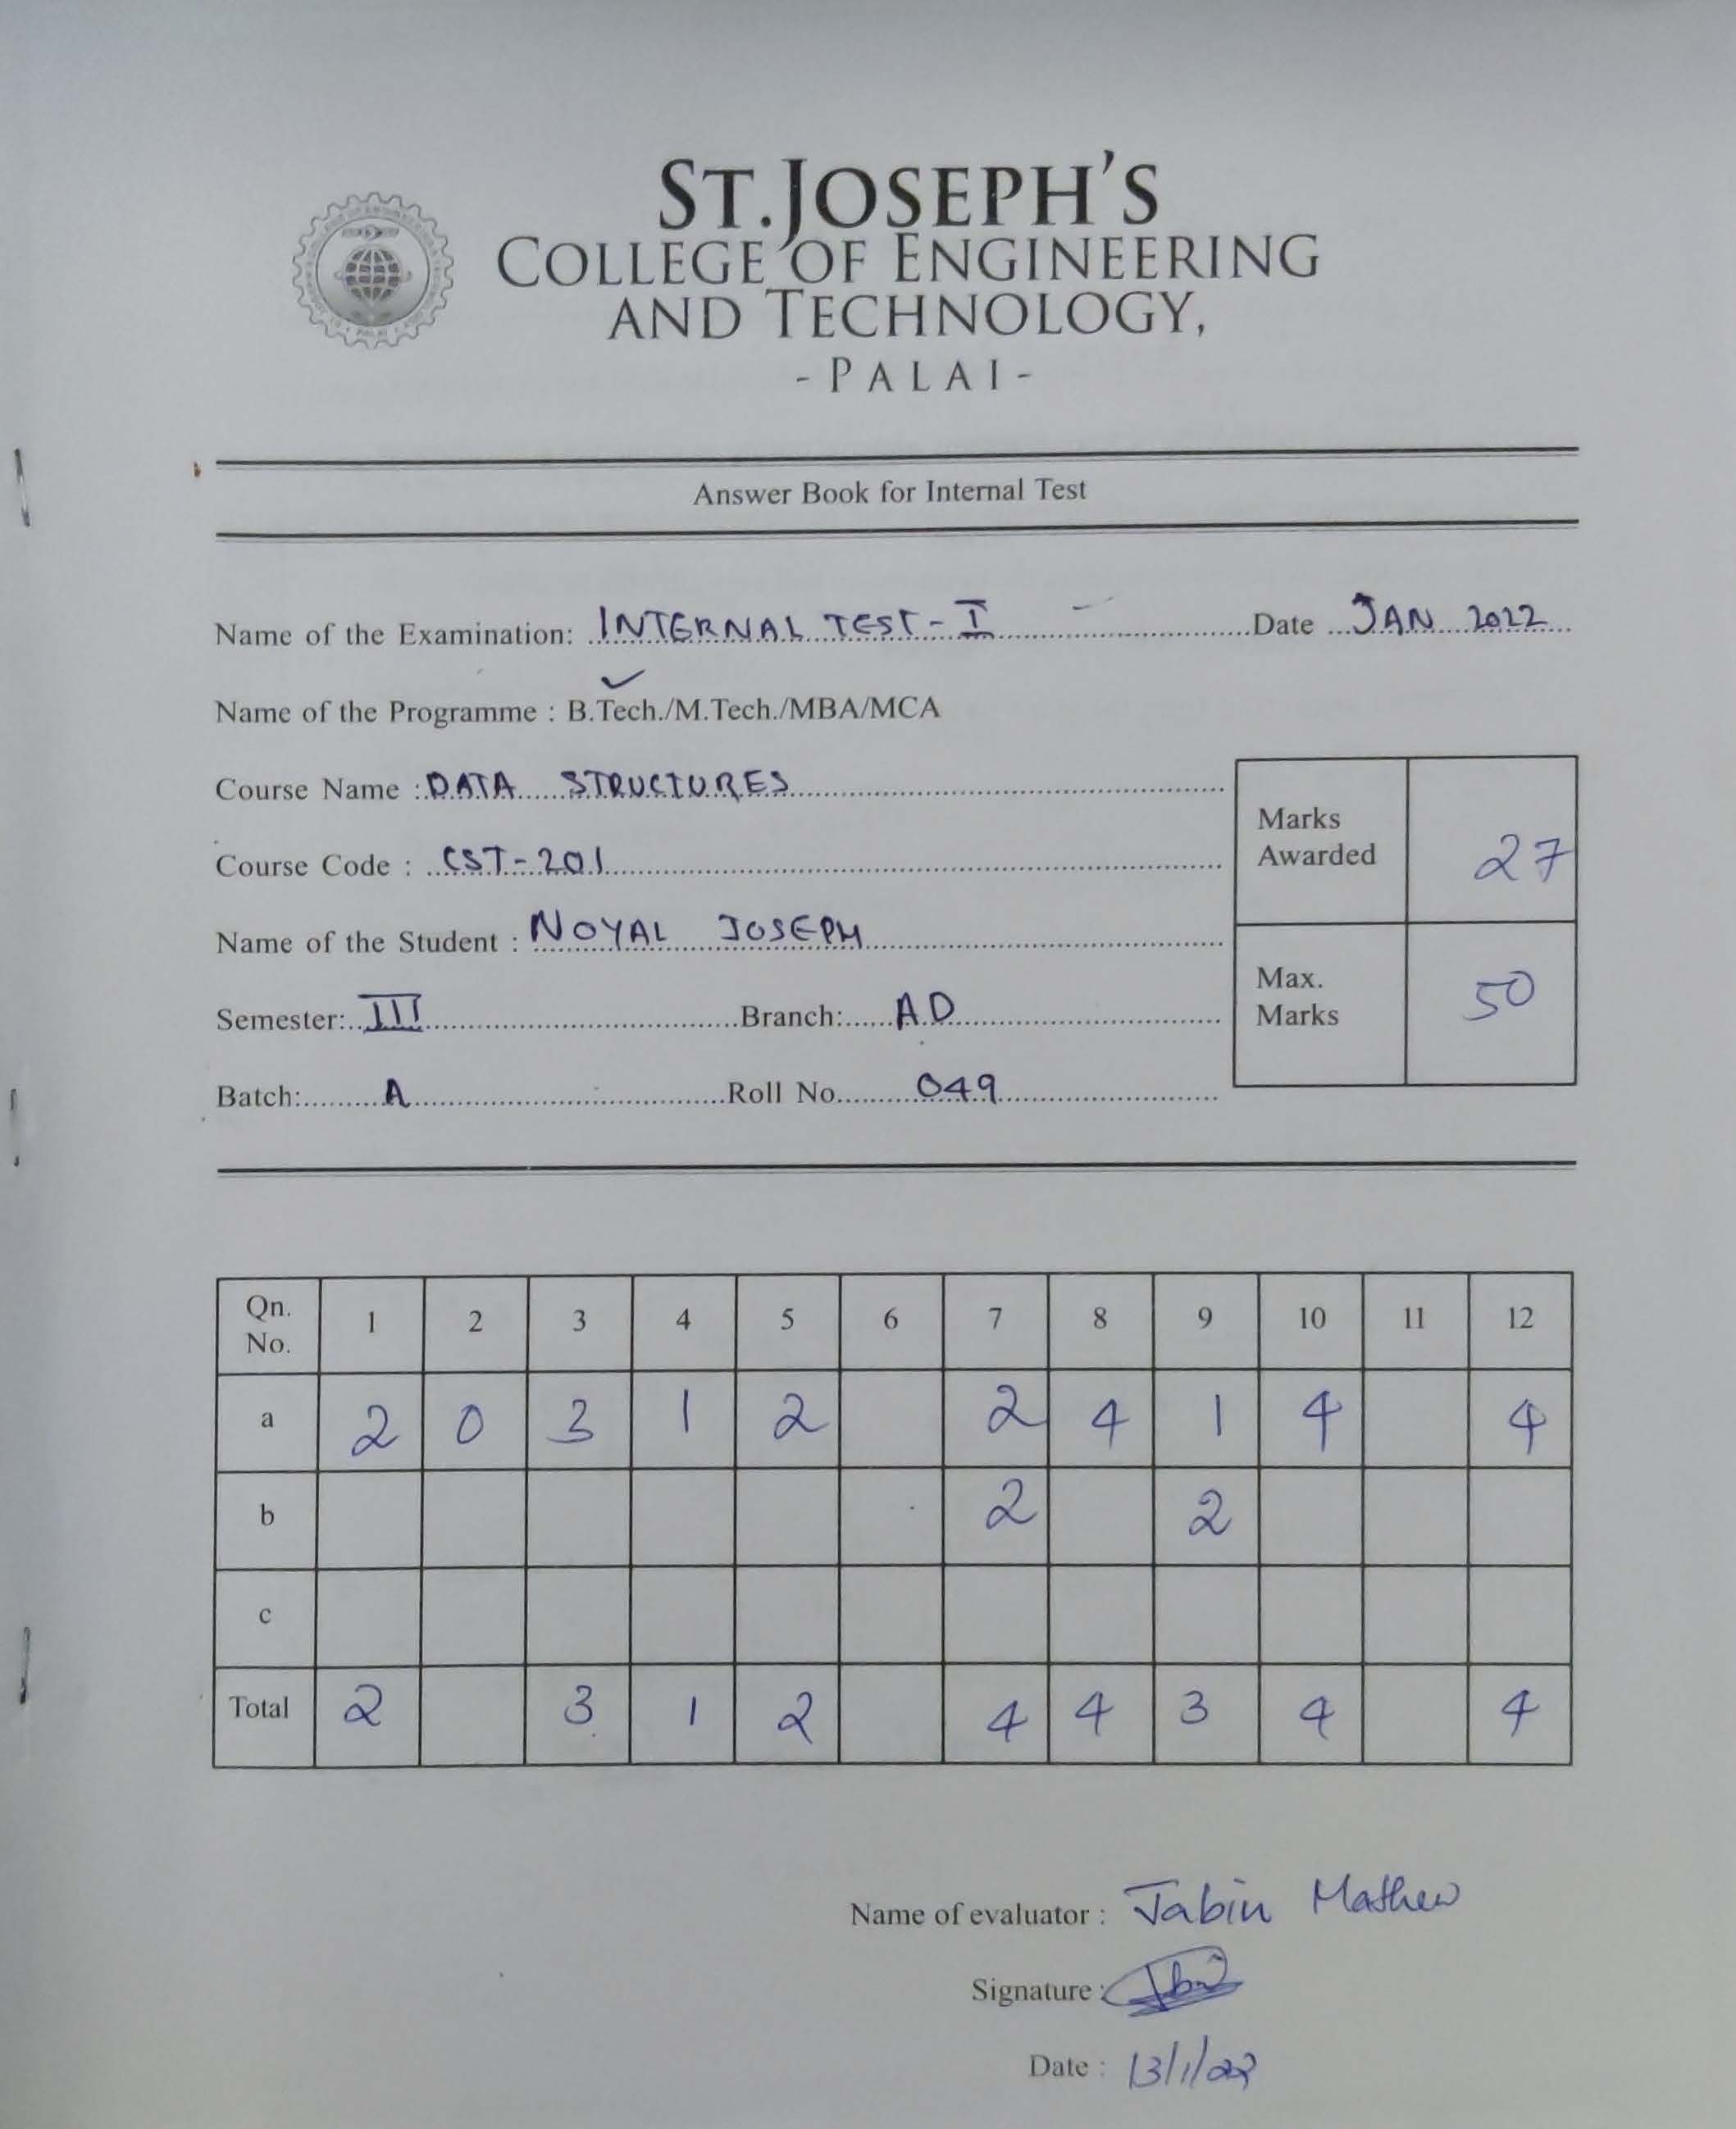 ST.JOSEPH'S
COLLEGE OF ENGINEERING
AND TECHNOLOGY,
- PALAI -
Answer Book for Internal Test
Name of the Examination: INTERNAL TEST - I Date JAN 2022
Name of the Programme : B.Tech./M.Tech./MBA/MCA
Course Name : DATA STRUCTURES
Course Code : CST-201
Name of the Student : NOYAL JOSEPH
Semester: III Branch: AD
Batch: A Roll No. 049
Marks Awarded 27
Max. Marks 50
Qn. No. 1 2 3 4 5 6 7 8 9 10 11 12
a 2 0 3 1 2 2 4 1 4 4
b 2 2
c
Total 2 3 1 2 4 4 3 4 4
Name of evaluator : Jabin Mathew
Signature :
Date : 13/1/22